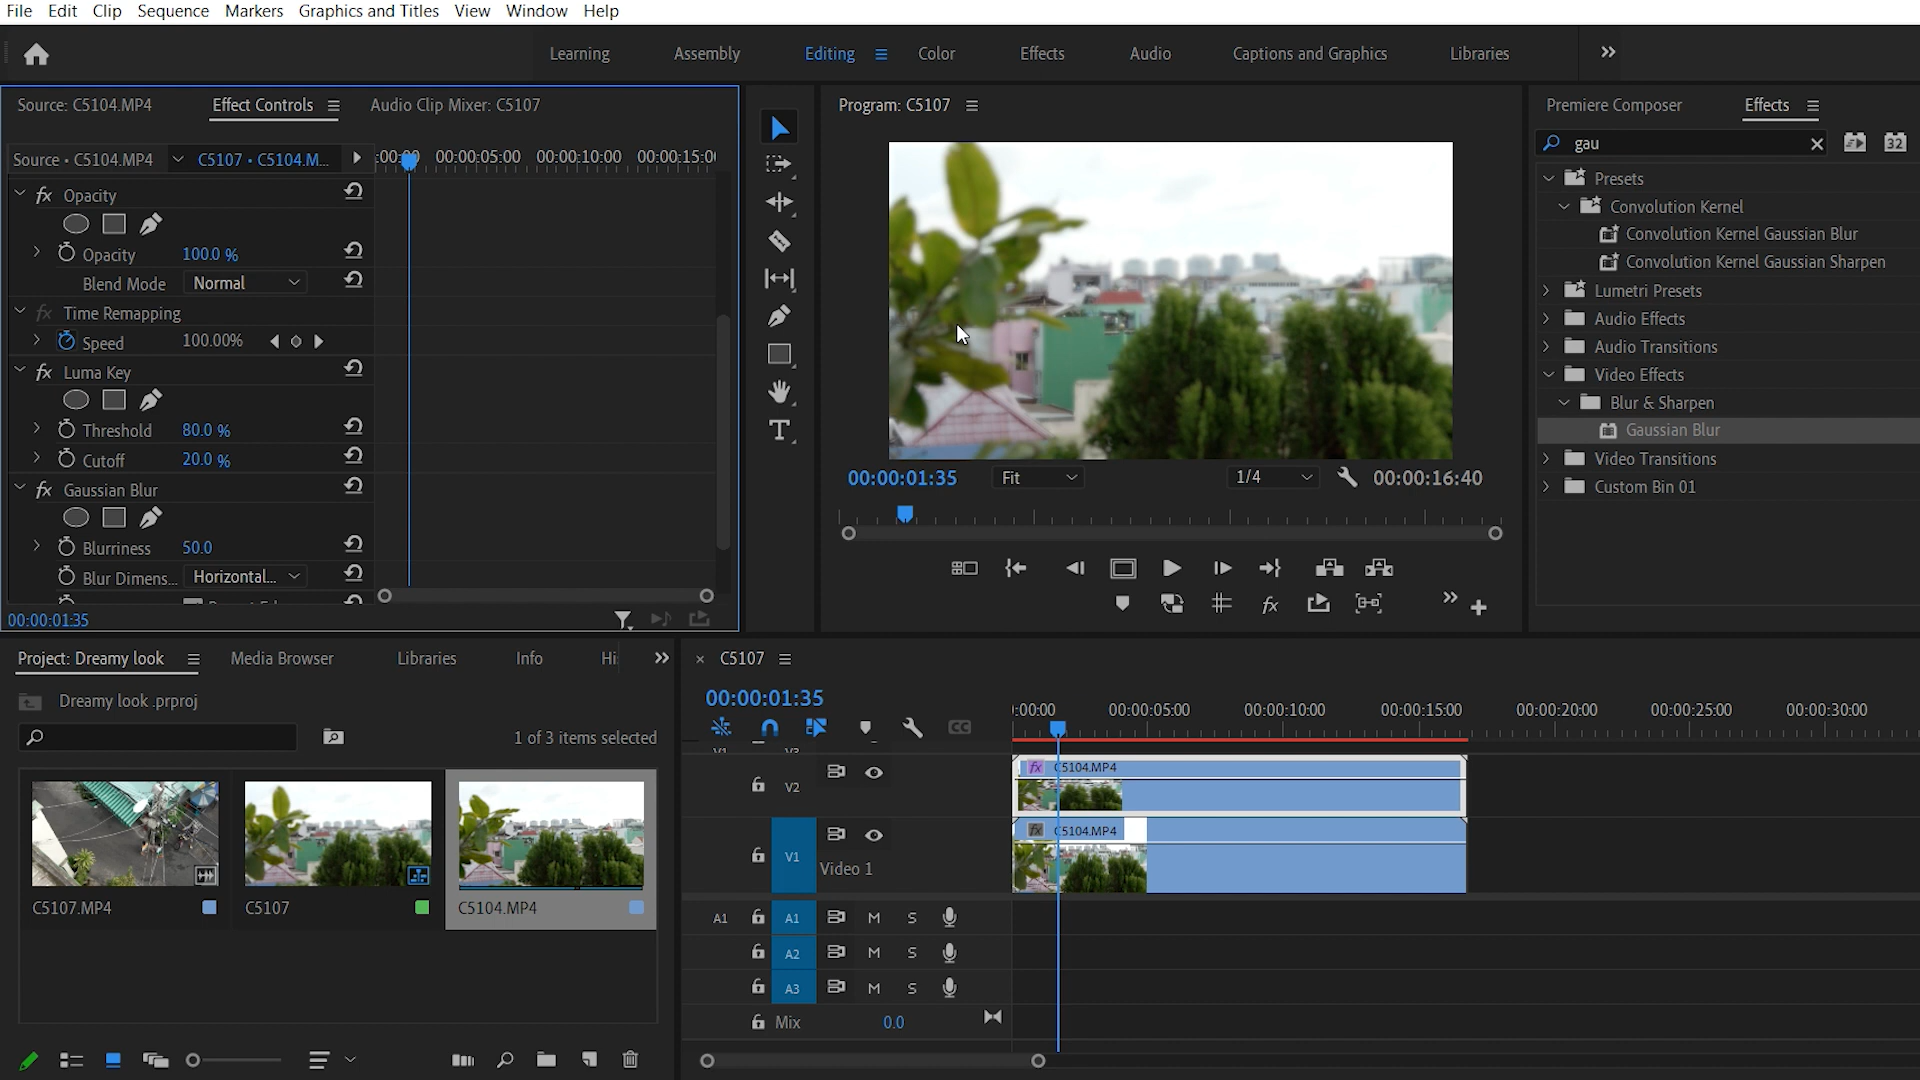 File Edit Clip Sequence Markers Graphics and Titles View Window Help
Learning Assembly Editing Color Effects Audio Captions and Graphics Libraries
Source: C5104.MP4 Effect Controls Audio Clip Mixer: C5107
Source • C5104.MP4 C5107 • C5104.M... :00:00 00:00:05:00 00:00:10:00 00:00:15:0
fx Opacity
Opacity 100.0 %
Blend Mode Normal
fx Time Remapping
Speed 100.00%
fx Luma Key
Threshold 80.0 %
Cutoff 20.0 %
fx Gaussian Blur
Blurriness 50.0
Blur Dimens... Horizontal...
00:00:01:35
T
Program: C5107
00:00:01:35 Fit 1/4 00:00:16:40
fx
Premiere Composer Effects
gau 32
Presets
Convolution Kernel
Convolution Kernel Gaussian Blur
Convolution Kernel Gaussian Sharpen
Lumetri Presets
Audio Effects
Audio Transitions
Video Effects
Blur & Sharpen
Gaussian Blur
Video Transitions
Custom Bin 01
Project: Dreamy look Media Browser Libraries Info Hi
Dreamy look .prproj
1 of 3 items selected
C5107.MP4 C5107 C5104.MP4
C5107
00:00:01:35
CC
:00:00 00:00:05:00 00:00:10:00 00:00:15:00 00:00:20:00 00:00:25:00 00:00:30:00
V2 fx C5104.MP4
V1 Video 1 fx C5104.MP4
A1 A1 M S
A2 M S
A3 M S
Mix 0.0